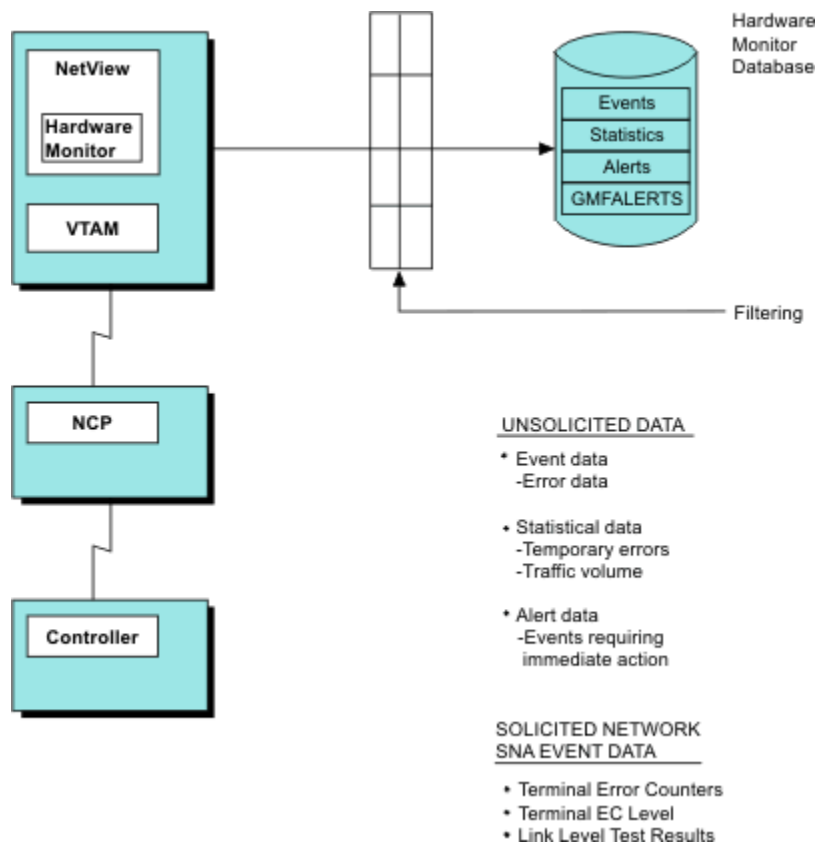 NetView
Hardware
Monitor
VTAM
Hardware
Monitor
Database
Events
Statistics
Alerts
GMFALERTS
Filtering
NCP
Controller
UNSOLICITED DATA
• Event data
-Error data
• Statistical data
-Temporary errors
-Traffic volume
• Alert data
-Events requiring
immediate action
SOLICITED NETWORK
SNA EVENT DATA
• Terminal Error Counters
• Terminal EC Level
• Link Level Test Results